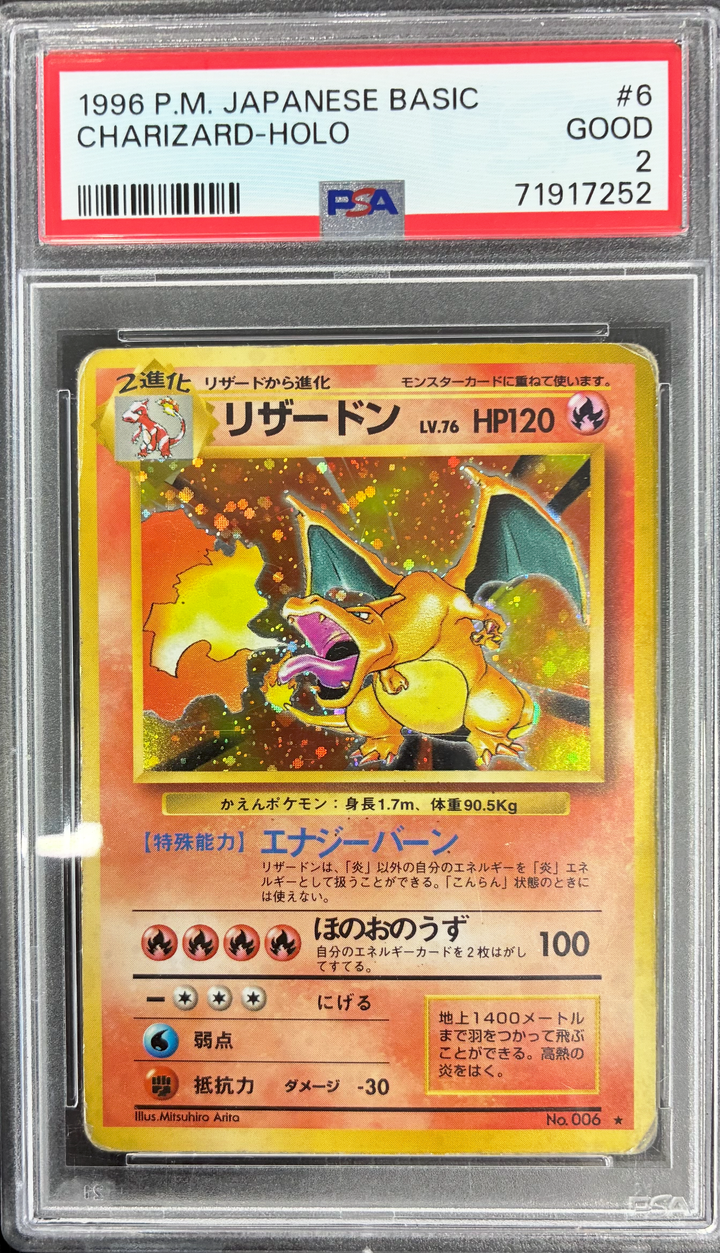 1996 P.M. JAPANESE BASIC #6
CHARIZARD-HOLO GOOD
2
PSA 71917252
2進化 リザードから進化 モンスターカードに重ねて使います。
リザードン LV.76 HP120
かえんポケモン：身長1.7m、体重90.5Kg
【特殊能力】エナジーバーン
リザードンは、「炎」以外の自分のエネルギーを「炎」エネ
ルギーとして扱うことができる。「こんらん」状態のときに
は使えない。
ほのおのうず 100
自分のエネルギーカードを2枚はがし
てすてる。
ー にげる
弱点
抵抗力 ダメージ -30
地上1400メートル
まで羽をつかって飛ぶ
ことができる。高熱の
炎をはく。
Illus.Mitsuhiro Arita No. 006 ★
PSA